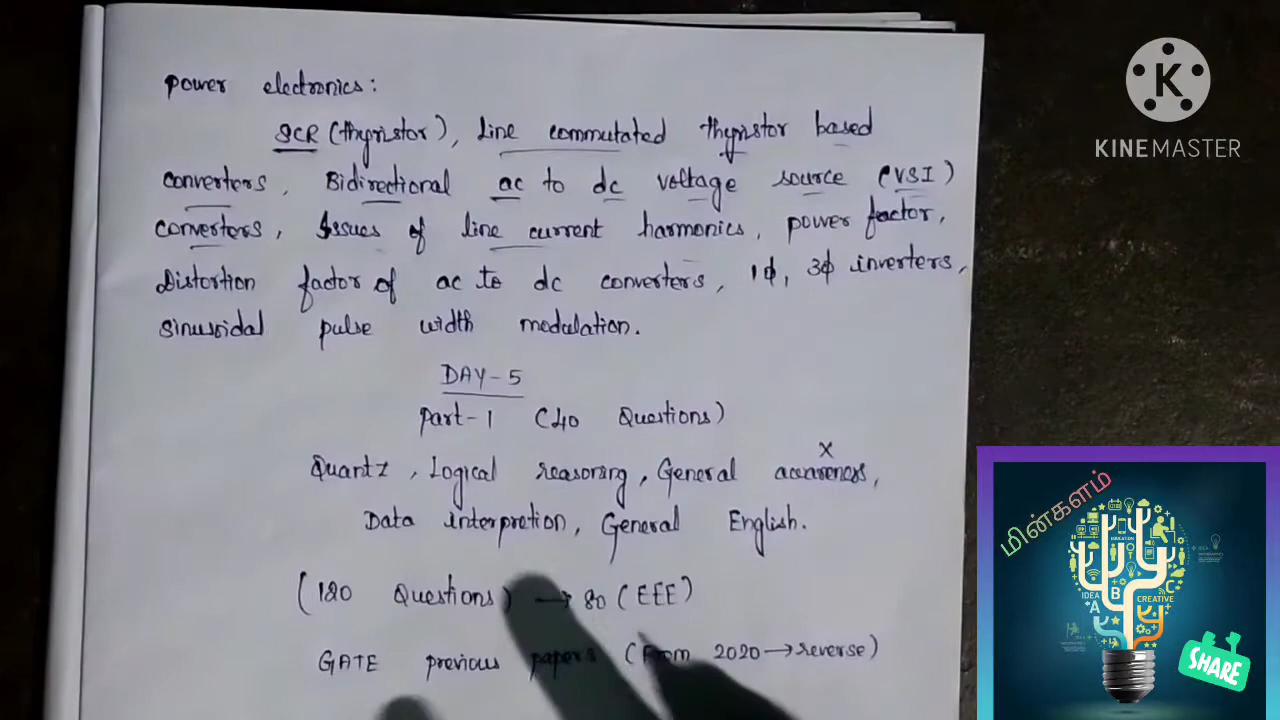 Power electronics:
SCR (thyristor), Line commutated thyristor based
converters, Bidirectional ac to dc voltage source (VSI)
converters, Issues of line current harmonics, power factor,
Distortion factor of ac to dc converters, 1ϕ, 3ϕ inverters,
sinusoidal pulse width modulation.
DAY-5
Part-1 (40 Questions)
x
Quantz, Logical reasoning, General awareness,
Data interpretion, General English.
(120 Questions) → 80 (EEE)
GATE previous papers (From 2020 → reverse)
K
KINEMASTER
மின்களம்
EDUCATION
IDEA
A
B
C
CREATIVE
SHARE